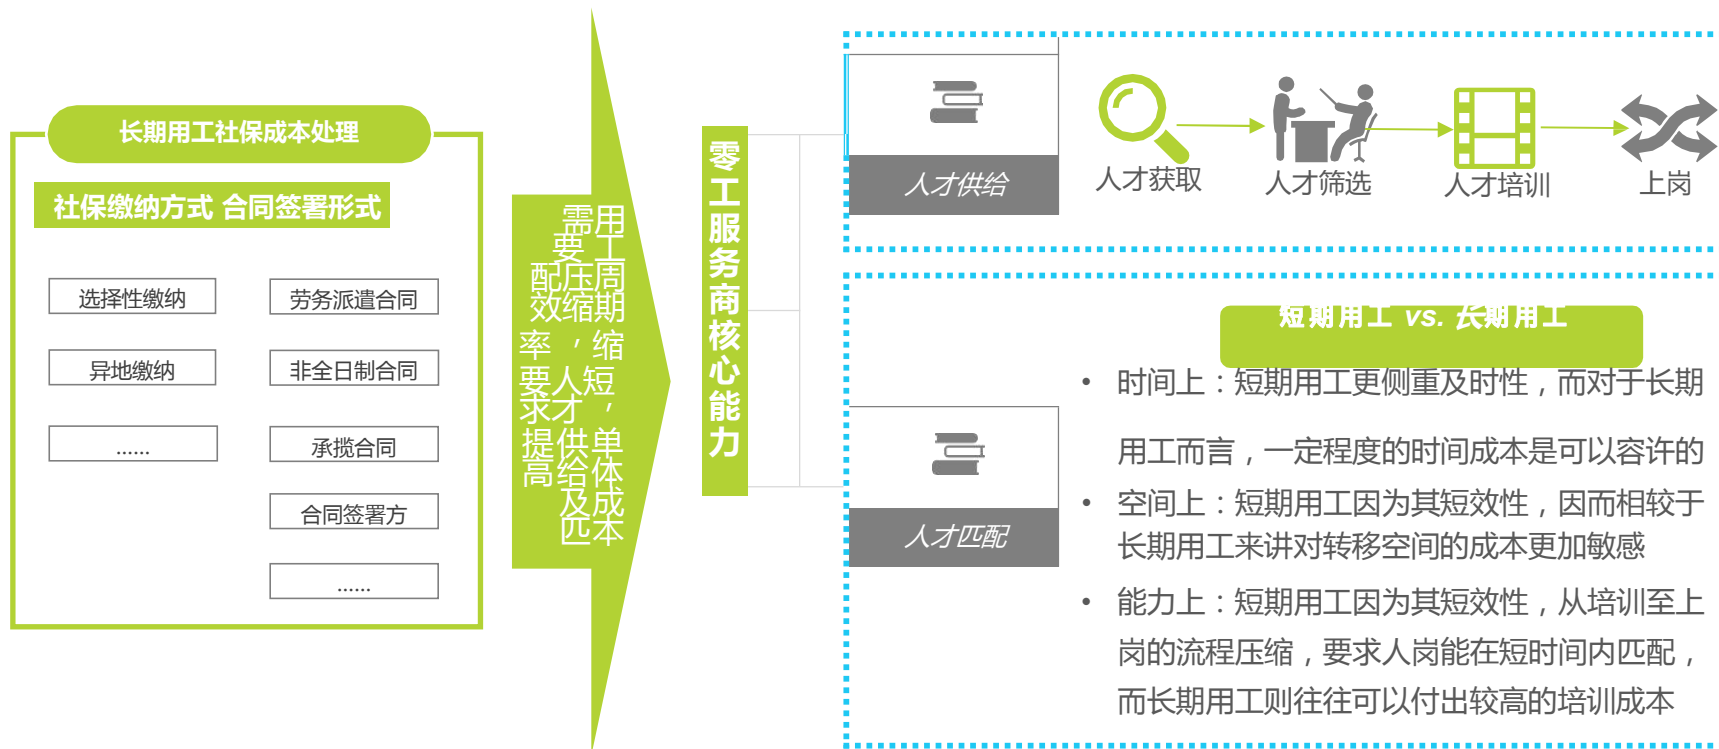 长期用工社保成本处理
社保缴纳方式 合同签署形式
选择性缴纳
异地缴纳
......
劳务派遣合同
非全日制合同
承揽合同
合同签署方
......
用工周期缩短，单体成本
需要压缩，人才供给及匹
配效率要求提高
零工服务商核心能力
人才供给
人才获取
人才筛选
人才培训
上岗
人才匹配
短期用工 vs. 长期用工
• 时间上：短期用工更侧重及时性，而对于长期
用工而言，一定程度的时间成本是可以容许的
• 空间上：短期用工因为其短效性，因而相较于
长期用工来讲对转移空间的成本更加敏感
• 能力上：短期用工因为其短效性，从培训至上
岗的流程压缩，要求人岗能在短时间内匹配，
而长期用工则往往可以付出较高的培训成本